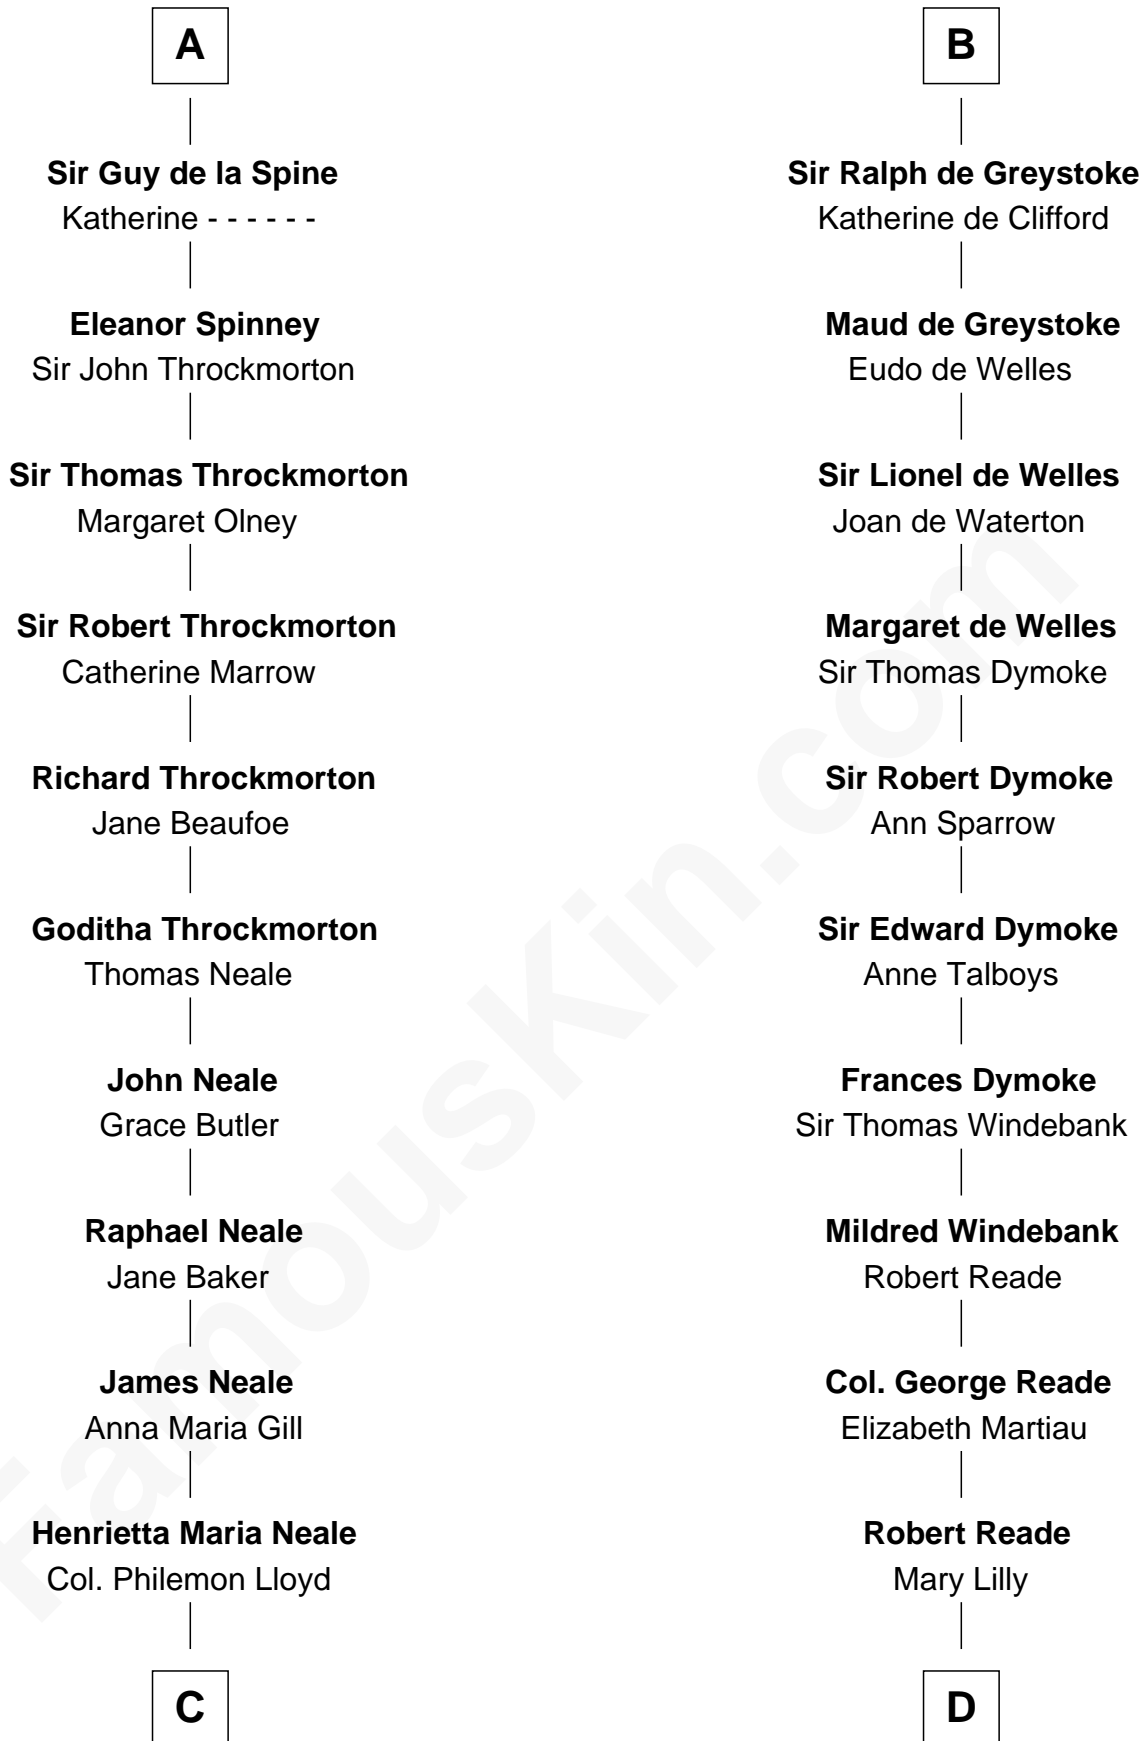 A
Sir Guy de la Spine
Katherine - - - - - -
Eleanor Spinney
Sir John Throckmorton
Sir Thomas Throckmorton
Margaret Olney
Sir Robert Throckmorton
Catherine Marrow
Richard Throckmorton
Jane Beaufoe
Goditha Throckmorton
Thomas Neale
John Neale
Grace Butler
Raphael Neale
Jane Baker
James Neale
Anna Maria Gill
Henrietta Maria Neale
Col. Philemon Lloyd
C
B
Sir Ralph de Greystoke
Katherine de Clifford
Maud de Greystoke
Eudo de Welles
Sir Lionel de Welles
Joan de Waterton
Margaret de Welles
Sir Thomas Dymoke
Sir Robert Dymoke
Ann Sparrow
Sir Edward Dymoke
Anne Talboys
Frances Dymoke
Sir Thomas Windebank
Mildred Windebank
Robert Reade
Col. George Reade
Elizabeth Martiau
Robert Reade
Mary Lilly
D
FamousKin.com